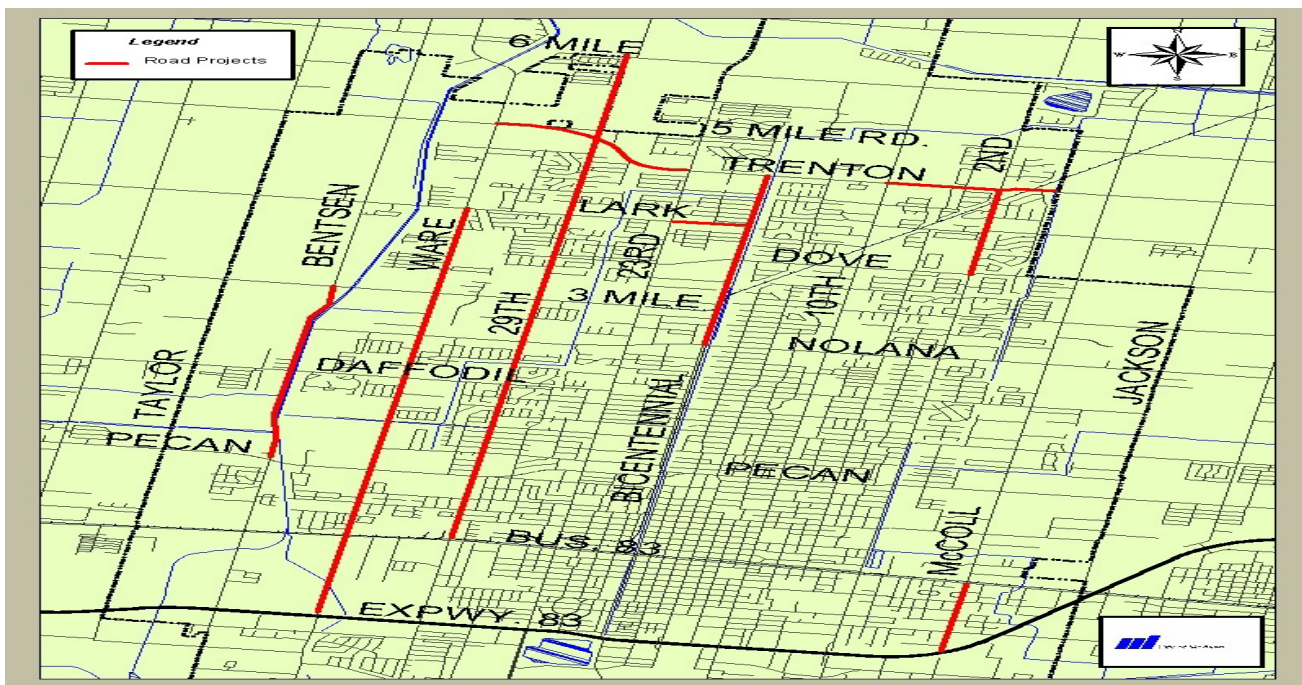 Legend
Road Projects
6 MILE
N
W
E
S
5 MILE RD.
2ND
TRENTON
LARK
BENTSEN
WARE
23RD
DOVE
3 MILE
10TH
29TH
NOLANA
JACKSON
TAYLOR
DAFFODIL
BICENTENNIAL
PECAN
PECAN
McCOLL
BUS. 83
EXPWY. 83